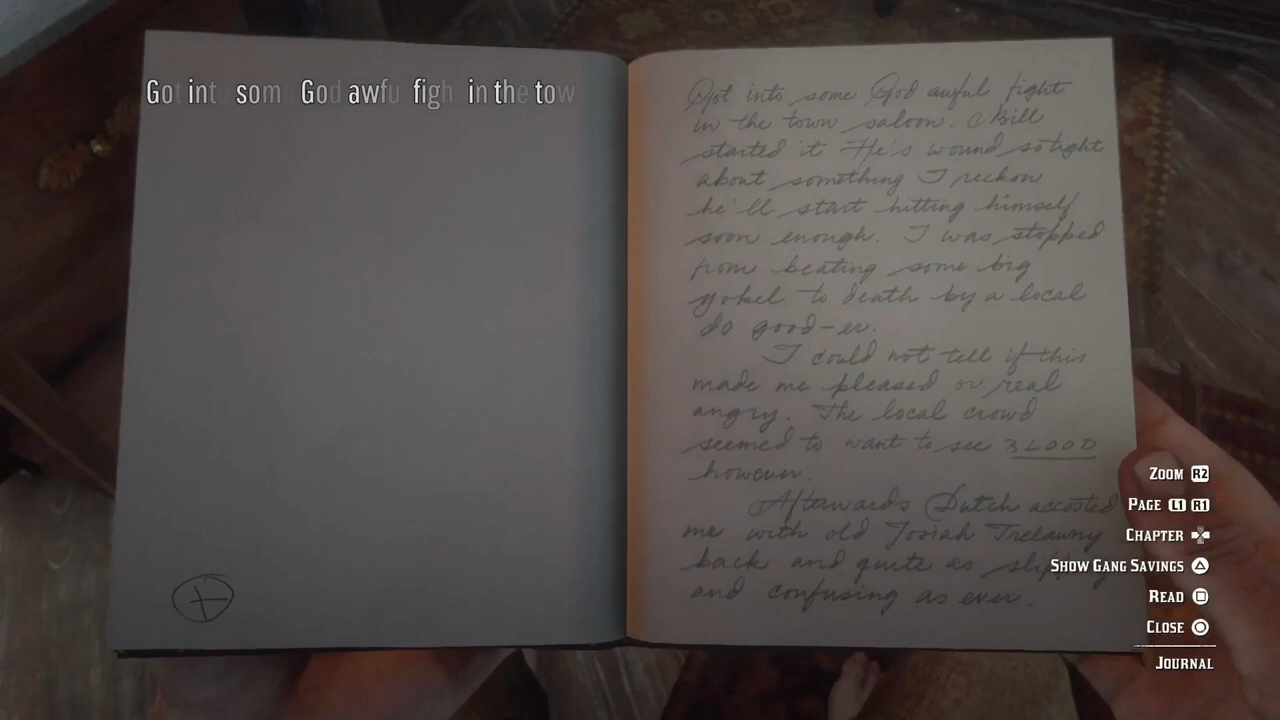 Got int som God awfu figh in the tow
Got into some God awful fight
in the town saloon. Bill
started it. He's wound so tight
about something I reckon
he'll start hitting himself
soon enough. I was stopped
from beating some big
yokel to death by a local
do good-er.
I could not tell if this
made me pleased or real
angry. The local crowd
seemed to want to see BLOOD
however.
Afterwards Dutch accosted
me with old Josiah Trelawny
back and quite as slippery
and confusing as ever.
ZOOM R2
PAGE L1 R1
CHAPTER
SHOW GANG SAVINGS
READ
CLOSE
JOURNAL